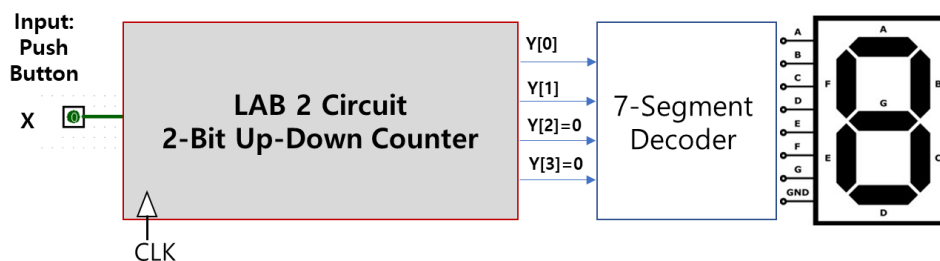 Input:
Push
Button
X
0
LAB 2 Circuit
2-Bit Up-Down Counter
CLK
Y[0]
Y[1]
Y[2]=0
Y[3]=0
7-Segment
Decoder
A
B
C
D
E
F
G
GND
A
F
B
G
E
C
D